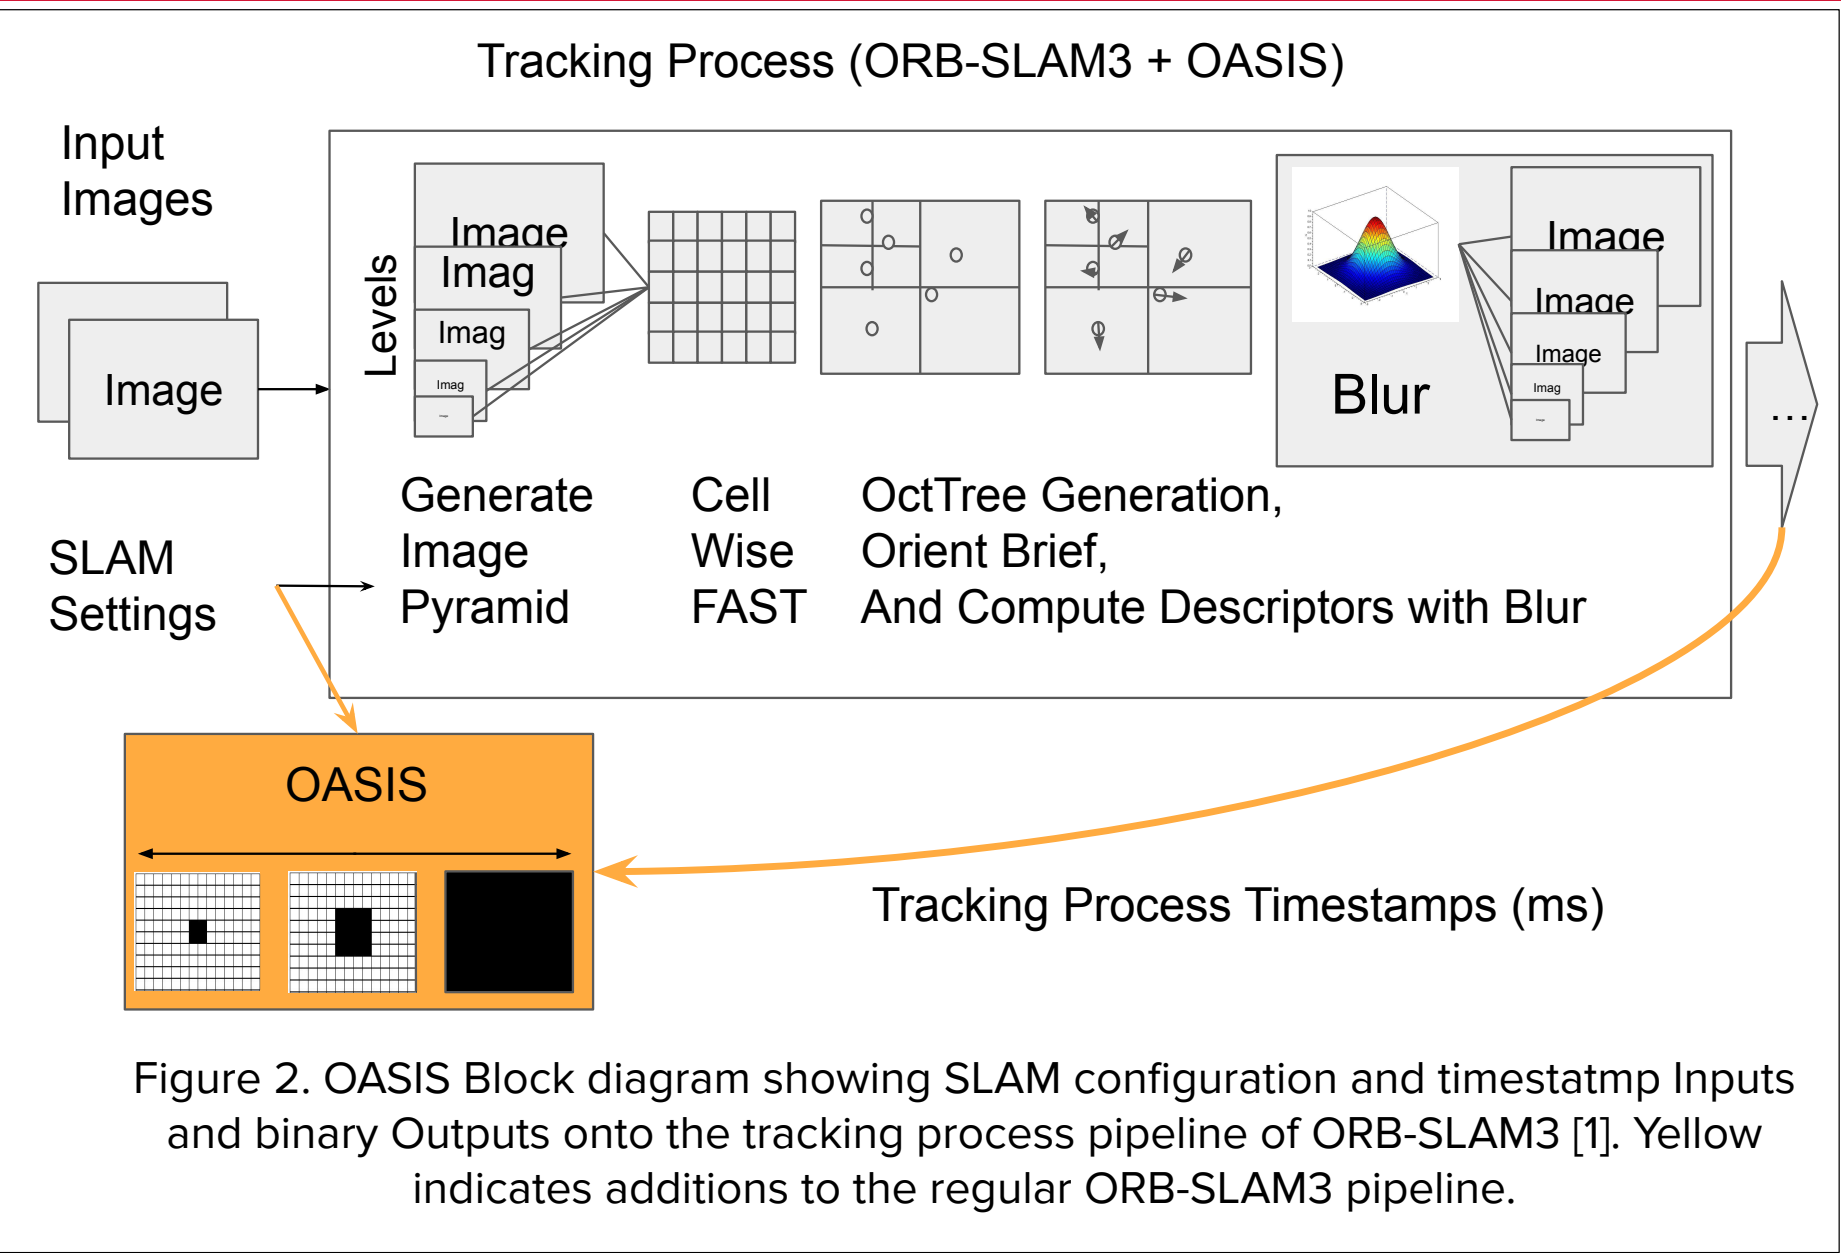 Tracking Process (ORB-SLAM3 + OASIS)
Input
Images
Image
Levels
Image
Imag
Imag
Imag
Blur
Image
Image
Image
Imag
...
Generate
Image
Pyramid
Cell
Wise
FAST
OctTree Generation,
Orient Brief,
And Compute Descriptors with Blur
SLAM
Settings
OASIS
Tracking Process Timestamps (ms)
Figure 2. OASIS Block diagram showing SLAM configuration and timestatmp Inputs
and binary Outputs onto the tracking process pipeline of ORB-SLAM3 [1]. Yellow
indicates additions to the regular ORB-SLAM3 pipeline.